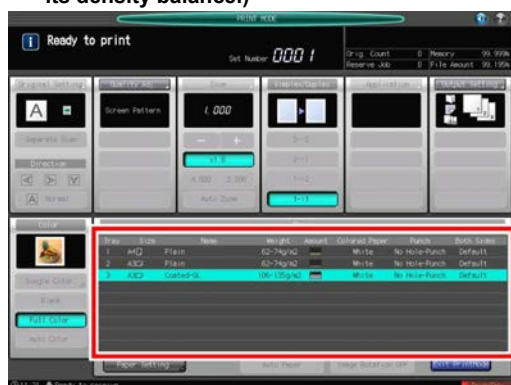 its density balance.)
PRINT MODE
Ready to print
Set Number 0001
Orig. Count 0 Memory 99.999%
Reserve Job 0 File Amount 99.195%
Original Setting
Quality Adj.
Zoom
Simplex/Duplex
Application
Output Setting
Screen Pattern
1.000
Separate Scan
x1.0
Direction
Auto Zoom
Normal
1→1
Color
Tray Size Name Weight Amount Colored Paper Punch Both Sides
1 A4 Plain 62-74g/m2 White No Hole-Punch Default
2 A3 Plain 62-74g/m2 White No Hole-Punch Default
3 A3 Coated-GL 106-135g/m2 White No Hole-Punch Default
Single Color
Black
Full Color
Auto Color
Paper Setting
Auto Paper
Image Rotation OFF
Exit PrintMode